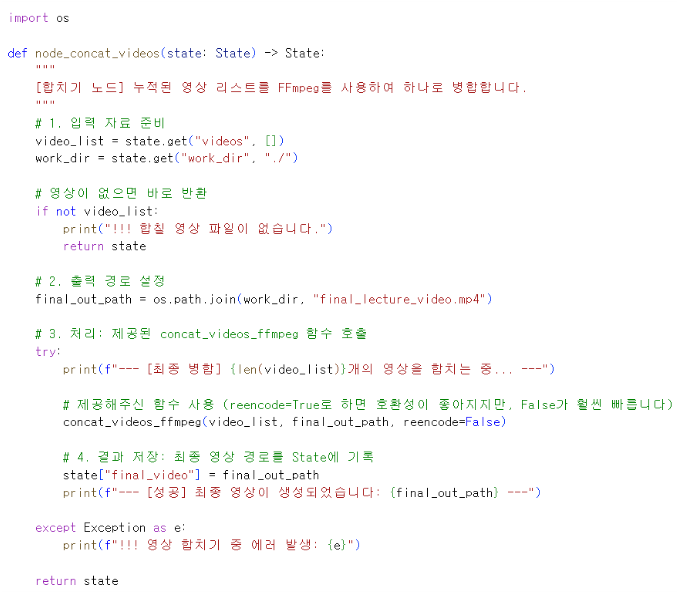 import os
def node_concat_videos(state: State) -> State:
"""
[합치기 노드] 누적된 영상 리스트를 FFmpeg를 사용하여 하나로 병합합니다.
"""
# 1. 입력 자료 준비
video_list = state.get("videos", [])
work_dir = state.get("work_dir", "./")
# 영상이 없으면 바로 반환
if not video_list:
print("!!! 합칠 영상 파일이 없습니다.")
return state
# 2. 출력 경로 설정
final_out_path = os.path.join(work_dir, "final_lecture_video.mp4")
# 3. 처리: 제공된 concat_videos_ffmpeg 함수 호출
try:
print(f"--- [최종 병합] {len(video_list)}개의 영상을 합치는 중... ---")
# 제공해주신 함수 사용 (reencode=True로 하면 호환성이 좋아지지만, False가 훨씬 빠릅니다)
concat_videos_ffmpeg(video_list, final_out_path, reencode=False)
# 4. 결과 저장: 최종 영상 경로를 State에 기록
state["final_video"] = final_out_path
print(f"--- [성공] 최종 영상이 생성되었습니다: {final_out_path} ---")
except Exception as e:
print(f"!!! 영상 합치기 중 에러 발생: {e}")
return state